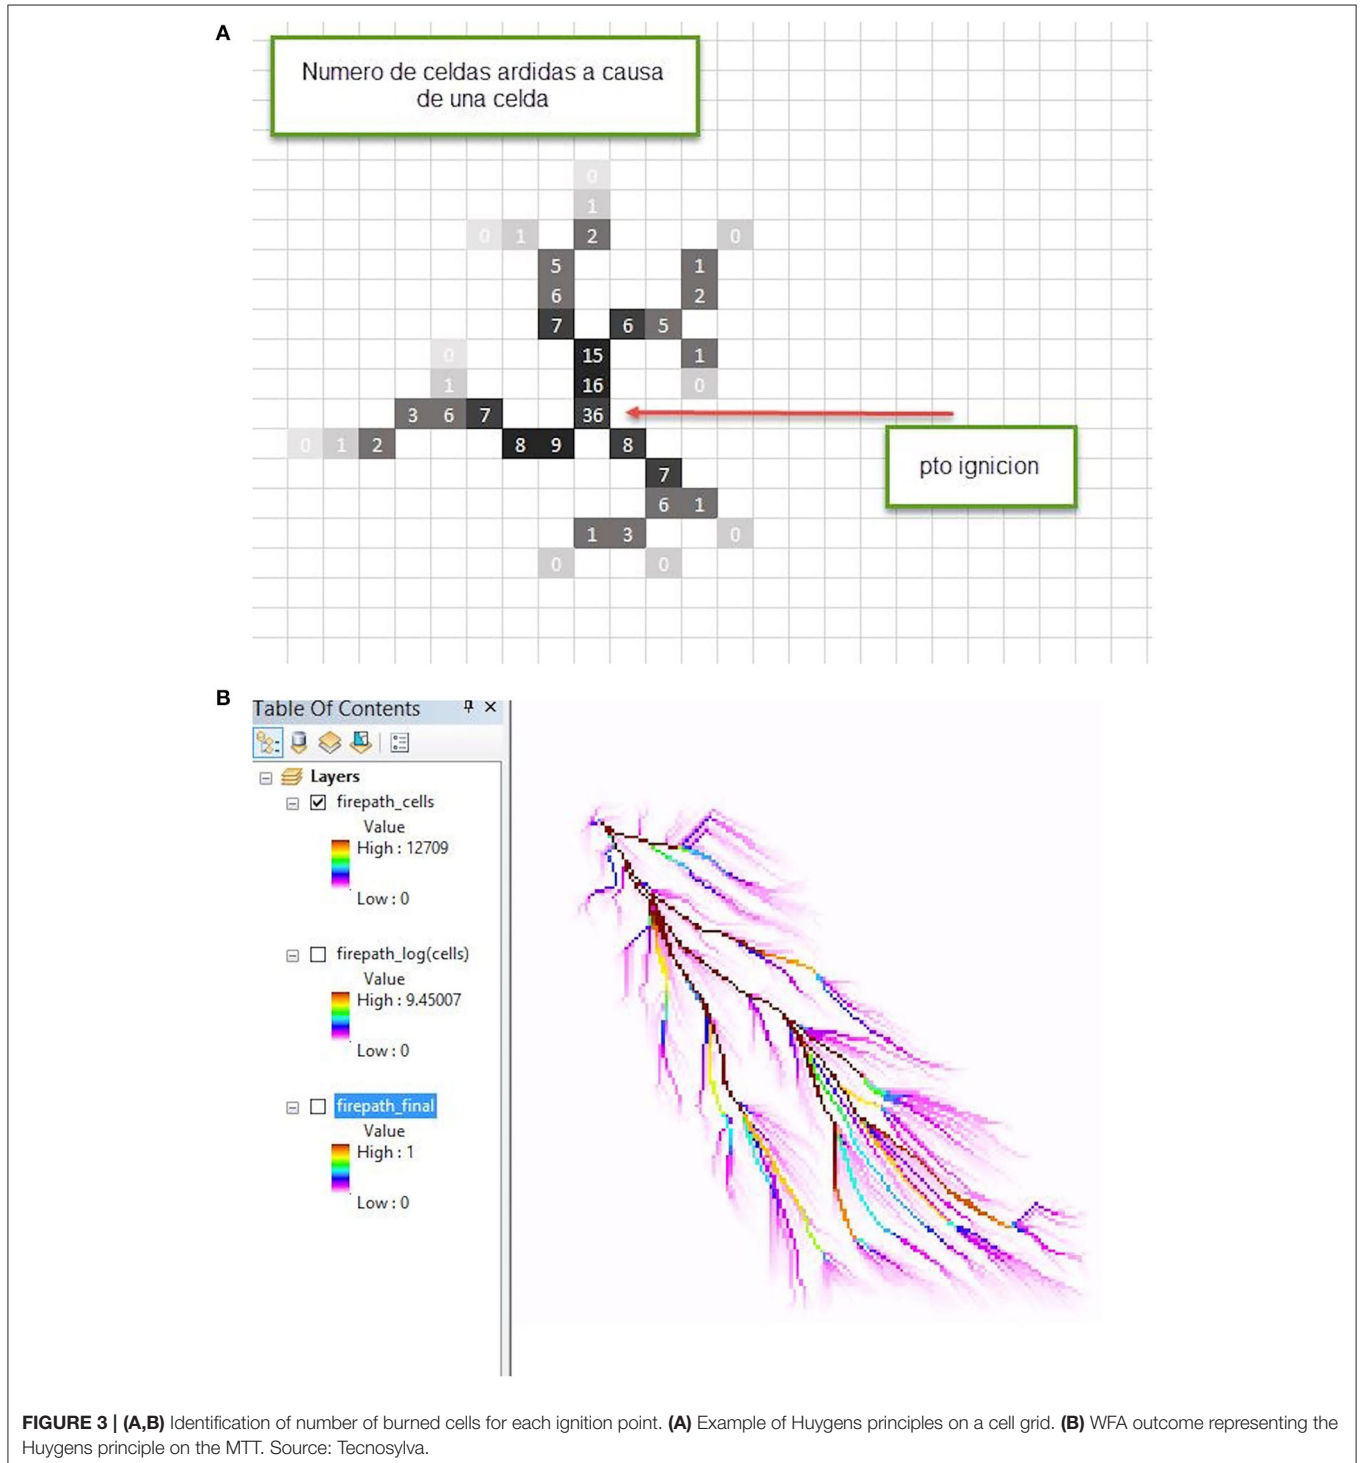 A
Numero de celdas ardidas a causa
de una celda
0
1
0 1 2 0
5 1
6 2
7 6 5
0 15 1
1 16 0
3 6 7 36
0 1 2 8 9 8
pto ignicion
7
6 1
1 3 0
0 0
B
Table Of Contents
Layers
firepath_cells
Value
High : 12709
Low : 0
firepath_log(cells)
Value
High : 9.45007
Low : 0
firepath_final
Value
High : 1
Low : 0
FIGURE 3 | (A,B) Identification of number of burned cells for each ignition point. (A) Example of Huygens principles on a cell grid. (B) WFA outcome representing the
Huygens principle on the MTT. Source: Tecnosylva.